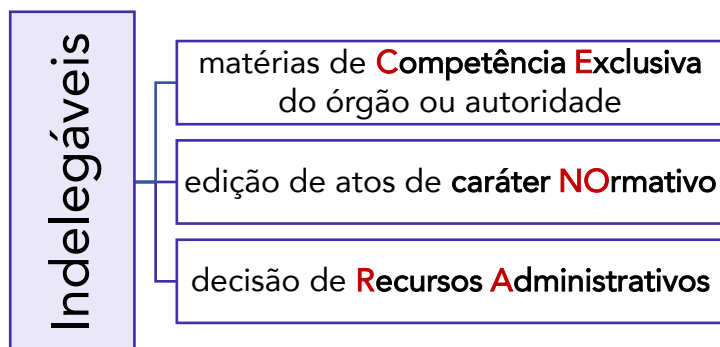 Indelegáveis
matérias de Competência Exclusiva
do órgão ou autoridade
edição de atos de caráter NOrmativo
decisão de Recursos Administrativos